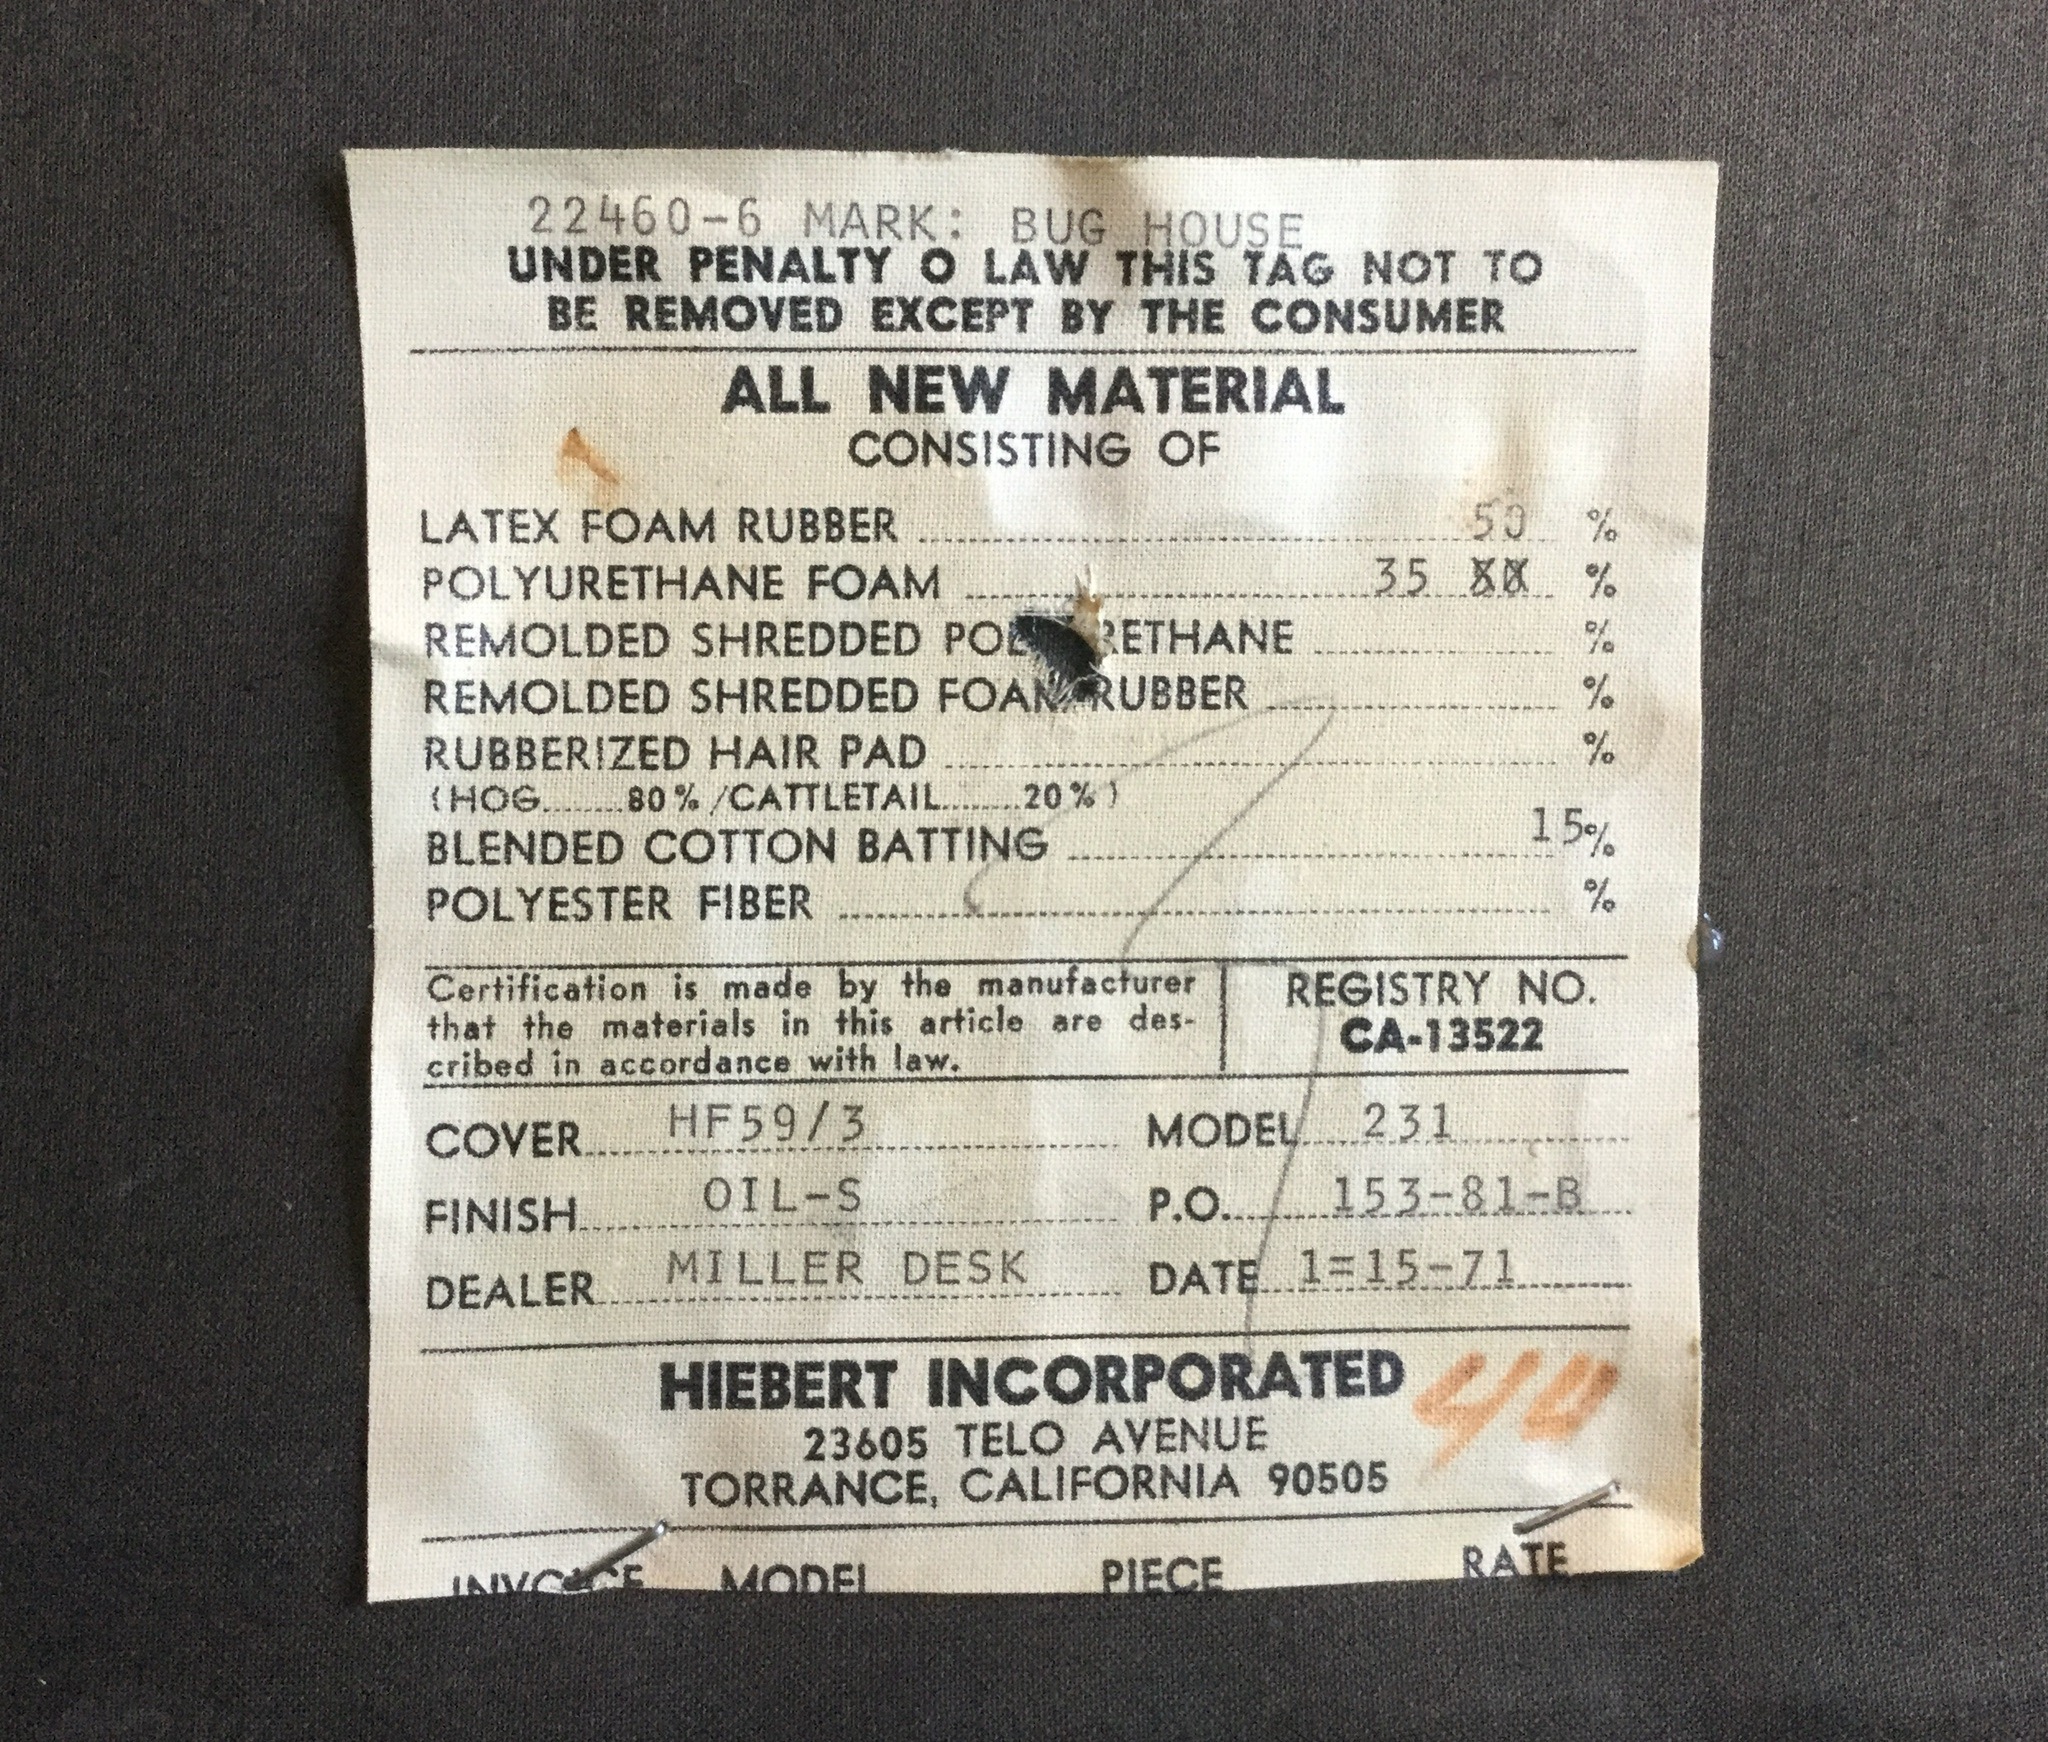 22460-6 MARK: BUG HOUSE
UNDER PENALTY O LAW THIS TAG NOT TO
BE REMOVED EXCEPT BY THE CONSUMER
ALL NEW MATERIAL
CONSISTING OF
LATEX FOAM RUBBER 50 %
POLYURETHANE FOAM 35 XX %
REMOLDED SHREDDED POLYURETHANE %
REMOLDED SHREDDED FOAM RUBBER %
RUBBERIZED HAIR PAD %
(HOG......80%/CATTLETAIL......20%)
BLENDED COTTON BATTING 15%
POLYESTER FIBER %
Certification is made by the manufacturer
that the materials in this article are des-
cribed in accordance with law.
REGISTRY NO.
CA-13522
COVER HF59/3 MODEL 231
FINISH OIL-S P.O. 153-81-B
DEALER MILLER DESK DATE 1=15-71
HIEBERT INCORPORATED
23605 TELO AVENUE
TORRANCE, CALIFORNIA 90505
INVOICE MODEL PIECE RATE